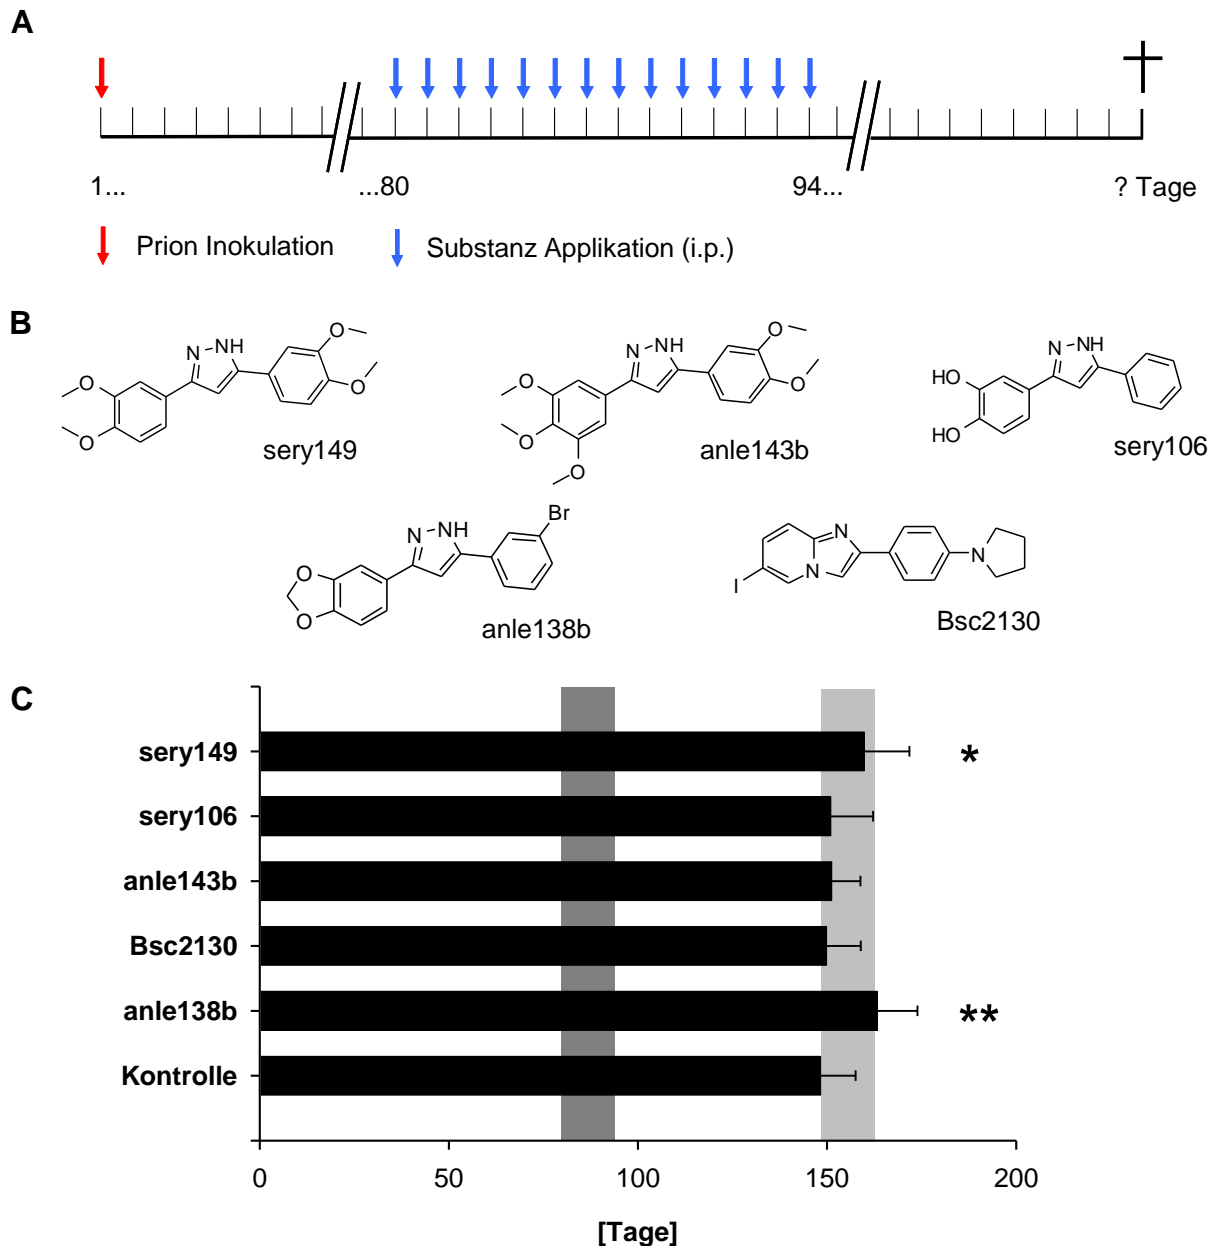 A
1... ...80 94... ? Tage
Prion Inokulation Substanz Applikation (i.p.)
B
N NH O O O O sery149
N NH O O O O O anle143b
N NH HO HO sery106
N NH Br O O anle138b
N N N I Bsc2130
C
sery149 *
sery106
anle143b
Bsc2130
anle138b **
Kontrolle
0 50 100 150 200
[Tage]